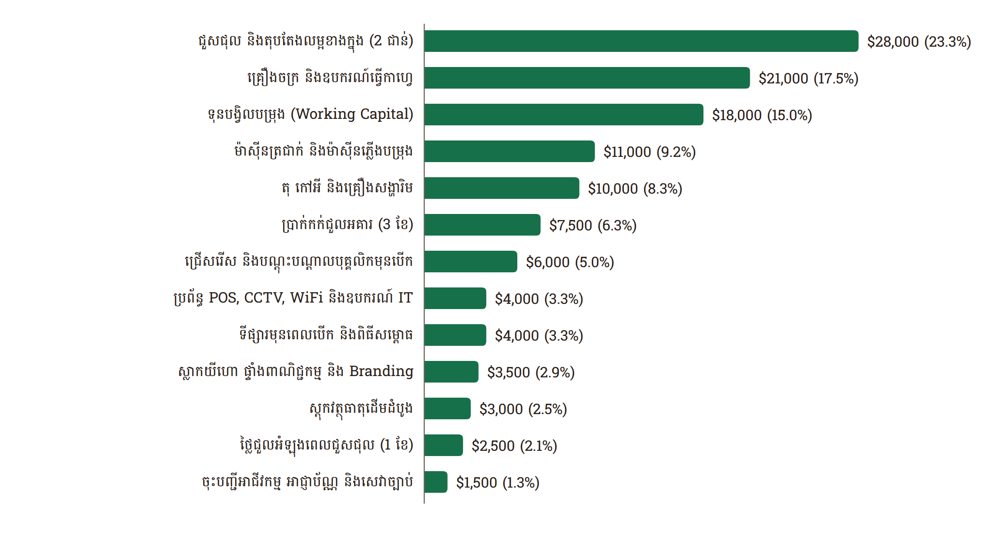 ជួសជុល និងតុបតែងលម្អខាងក្នុង (2 ជាន់) $28,000 (23.3%)
គ្រឿងចក្រ និងឧបករណ៍ធ្វើកាហ្វេ $21,000 (17.5%)
ទុនបង្វិលបម្រុង (Working Capital) $18,000 (15.0%)
ម៉ាស៊ីនត្រជាក់ និងម៉ាស៊ីនភ្លើងបម្រុង $11,000 (9.2%)
តុ កៅអី និងគ្រឿងសង្ហារិម $10,000 (8.3%)
ប្រាក់កក់ជួលអគារ (3 ខែ) $7,500 (6.3%)
ជ្រើសរើស និងបណ្តុះបណ្តាលបុគ្គលិកមុនបើក $6,000 (5.0%)
ប្រព័ន្ធ POS, CCTV, WiFi និងឧបករណ៍ IT $4,000 (3.3%)
ទីផ្សារមុនពេលបើក និងពិធីសម្ពោធ $4,000 (3.3%)
ស្លាកយីហោ ផ្ទាំងពាណិជ្ជកម្ម និង Branding $3,500 (2.9%)
ស្តុកវត្ថុធាតុដើមដំបូង $3,000 (2.5%)
ថ្លៃជួលអំឡុងពេលជួសជុល (1 ខែ) $2,500 (2.1%)
ចុះបញ្ជីអាជីវកម្ម អាជ្ញាប័ណ្ណ និងសេវាច្បាប់ $1,500 (1.3%)